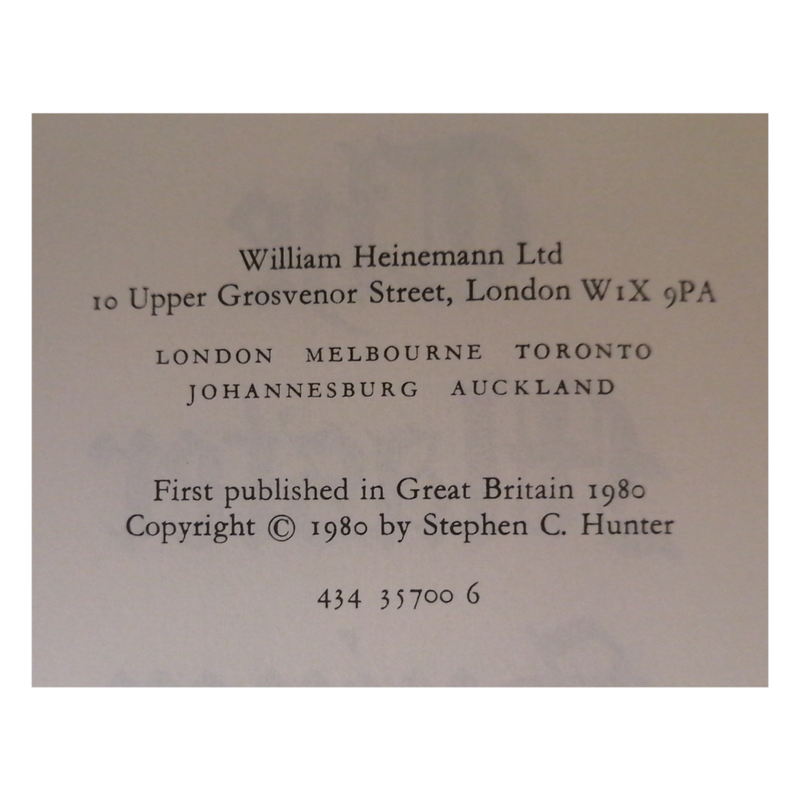 William Heinemann Ltd
10 Upper Grosvenor Street, London W1X 9PA
LONDON MELBOURNE TORONTO
JOHANNESBURG AUCKLAND
First published in Great Britain 1980
Copyright © 1980 by Stephen C. Hunter
434 35700 6